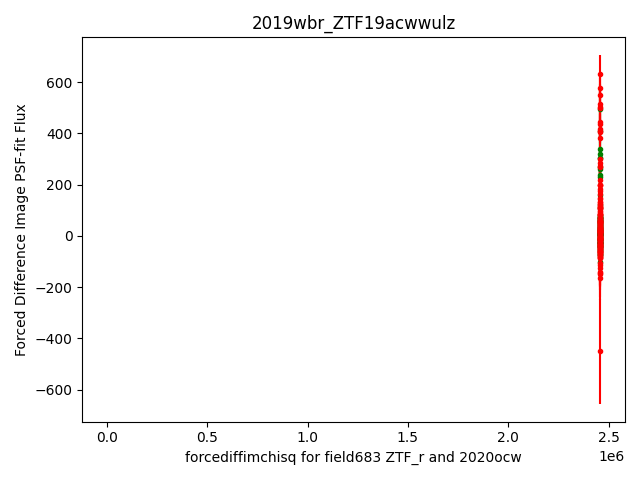 2019wbr_ZTF19acwwulz
Forced Difference Image PSF-fit Flux
600
400
200
0
−200
−400
−600
0.0 0.5 1.0 1.5 2.0 2.5
1e6
forcediffimchisq for field683 ZTF_r and 2020ocw